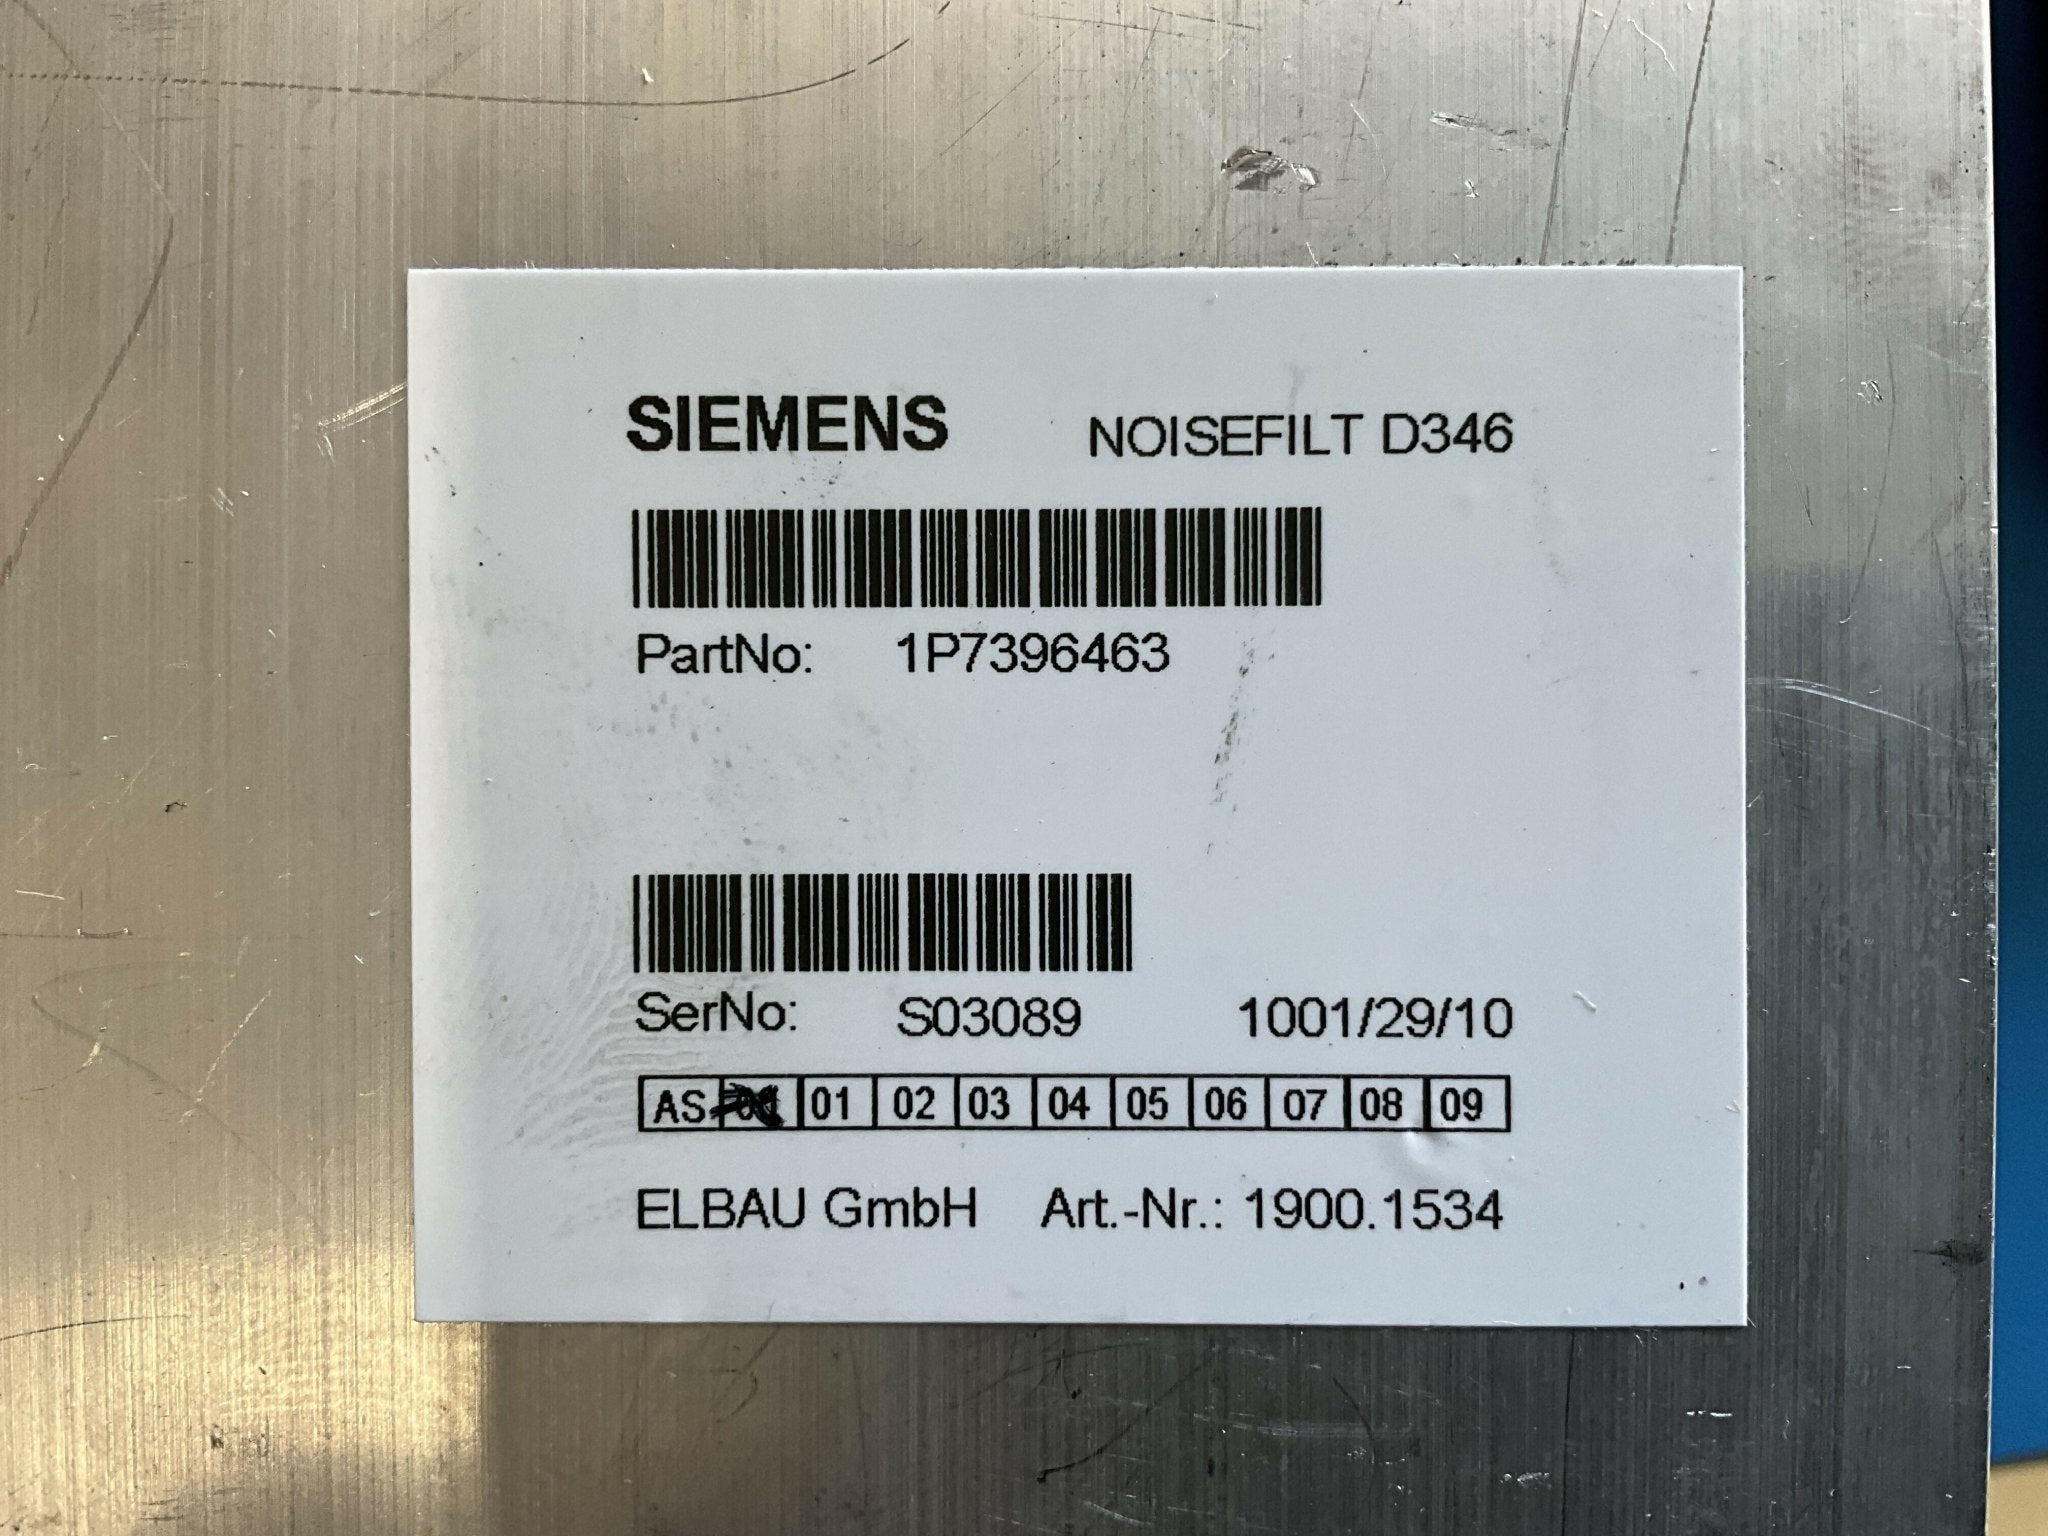 SIEMENS NOISEFILT D346
PartNo: 1P7396463
SerNo: S03089 1001/29/10
AS 01 02 03 04 05 06 07 08 09
ELBAU GmbH Art.-Nr.: 1900.1534